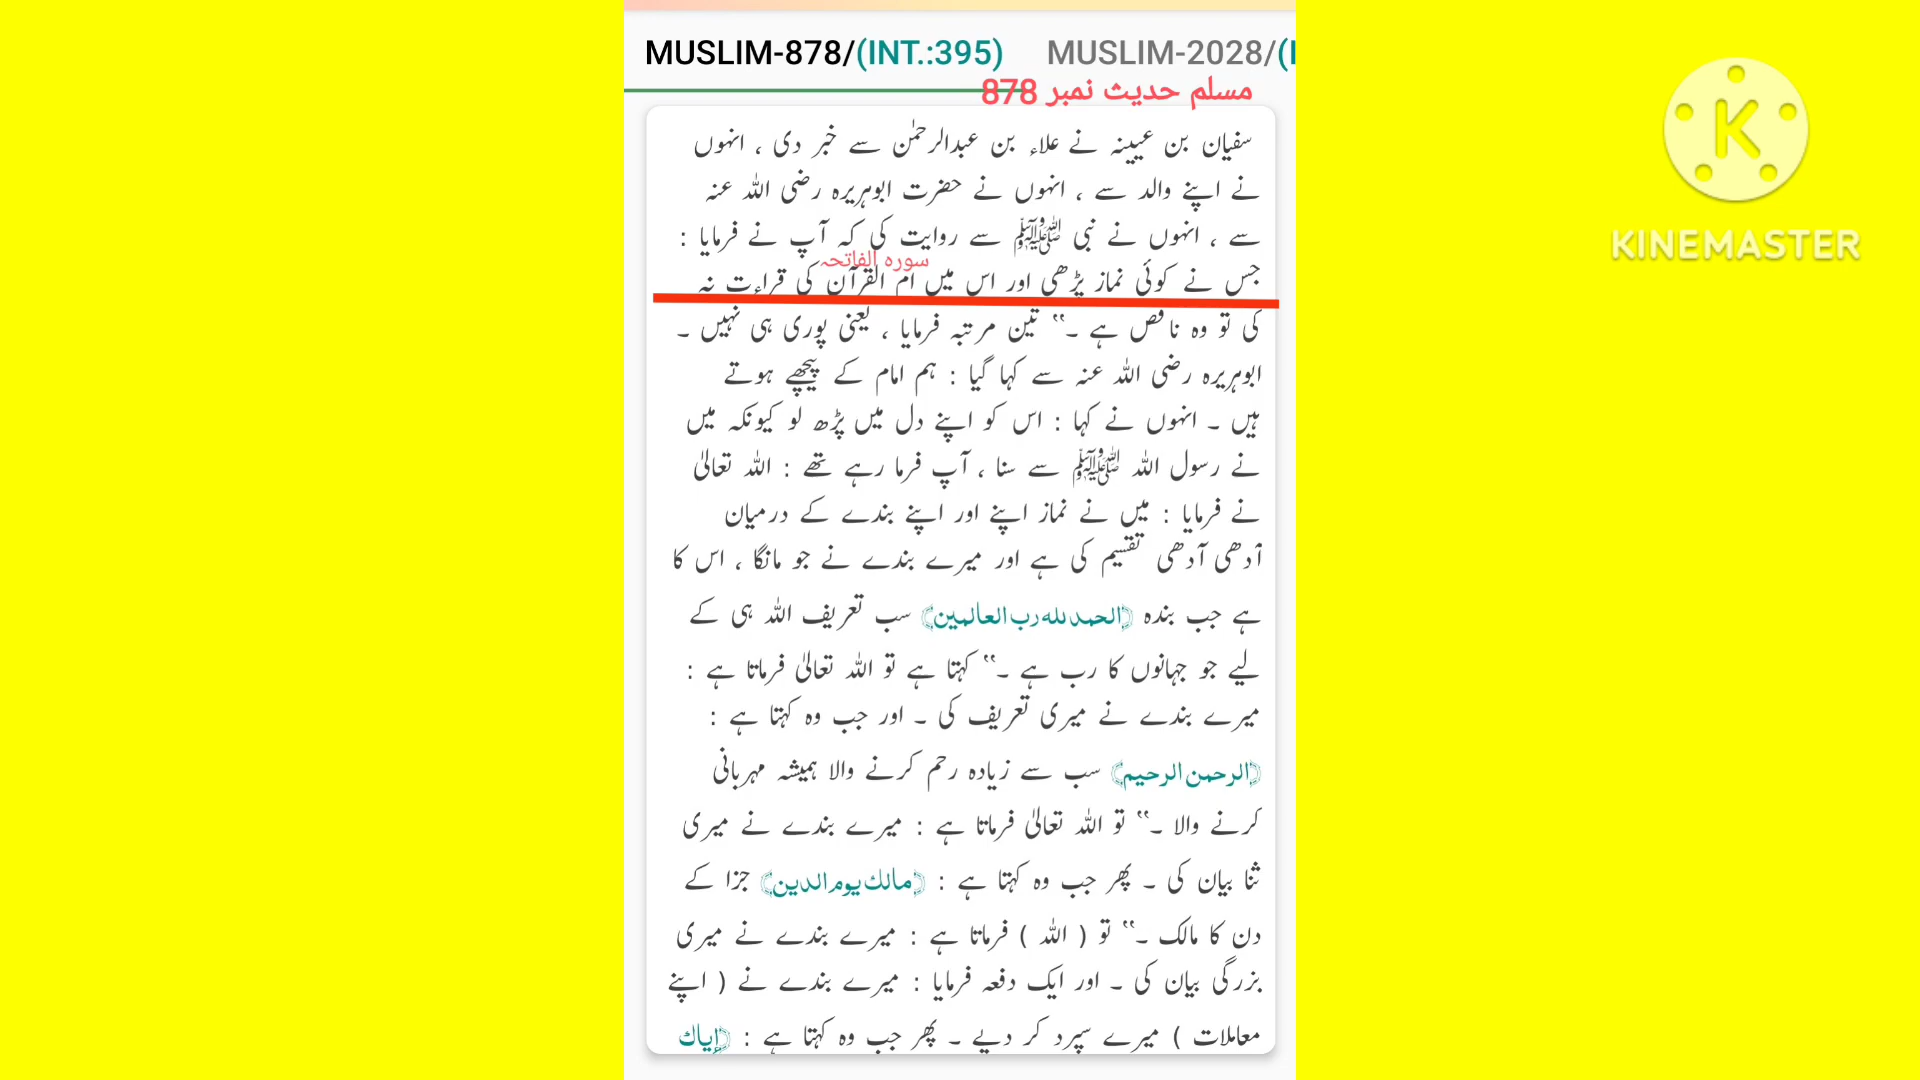 MUSLIM-878/(INT.:395) MUSLIM-2028/(
مسلم حدیث نمبر 878
سفیان بن عیینہ نے علاء بن عبدالرحمٰن سے خبر دی ، انھوں
نے اپنے والد سے ، انھوں نے حضرت ابوہریرہ رضی اللہ عنہ
سے ، انھوں نے نبی ﷺ سے روایت کی کہ آپ نے فرمایا :
سورہ الفاتحہ
جس نے کوئی نماز پڑھی اور اس میں ام القرآن کی قراءت نہ
کی تو وہ ناقص ہے ۔‘‘ تین مرتبہ فرمایا ، یعنی پوری ہی نہیں ۔
ابوہریرہ رضی اللہ عنہ سے کہا گیا : ہم امام کے پیچھے ہوتے
ہیں ۔ انھوں نے کہا : اس کو اپنے دل میں پڑھ لو کیونکہ میں
نے رسول اللہ ﷺ سے سنا ، آپ فرما رہے تھے : اللہ تعالیٰ
نے فرمایا : میں نے نماز اپنے اور اپنے بندے کے درمیان
آدھی آدھی تقسیم کی ہے اور میرے بندے نے جو مانگا ، اس کا
ہے جب بندہ ﴿الحمد لله رب العالمين﴾ سب تعریف اللہ ہی کے
لیے جو جہانوں کا رب ہے ۔‘‘ کہتا ہے تو اللہ تعالیٰ فرماتا ہے :
میرے بندے نے میری تعریف کی ۔ اور جب وہ کہتا ہے :
﴿الرحمن الرحيم﴾ سب سے زیادہ رحم کرنے والا ہمیشہ مہربانی
کرنے والا ۔‘‘ تو اللہ تعالیٰ فرماتا ہے : میرے بندے نے میری
ثنا بیان کی ۔ پھر جب وہ کہتا ہے : ﴿مالك يوم الدين﴾ جزا کے
دن کا مالک ۔‘‘ تو ( اللہ ) فرماتا ہے : میرے بندے نے میری
بزرگی بیان کی ۔ اور ایک دفعہ فرمایا : میرے بندے نے ( اپنے
معاملات ) میرے سپرد کر دیے ۔ پھر جب وہ کہتا ہے : ﴿إياك
K
KINEMASTER